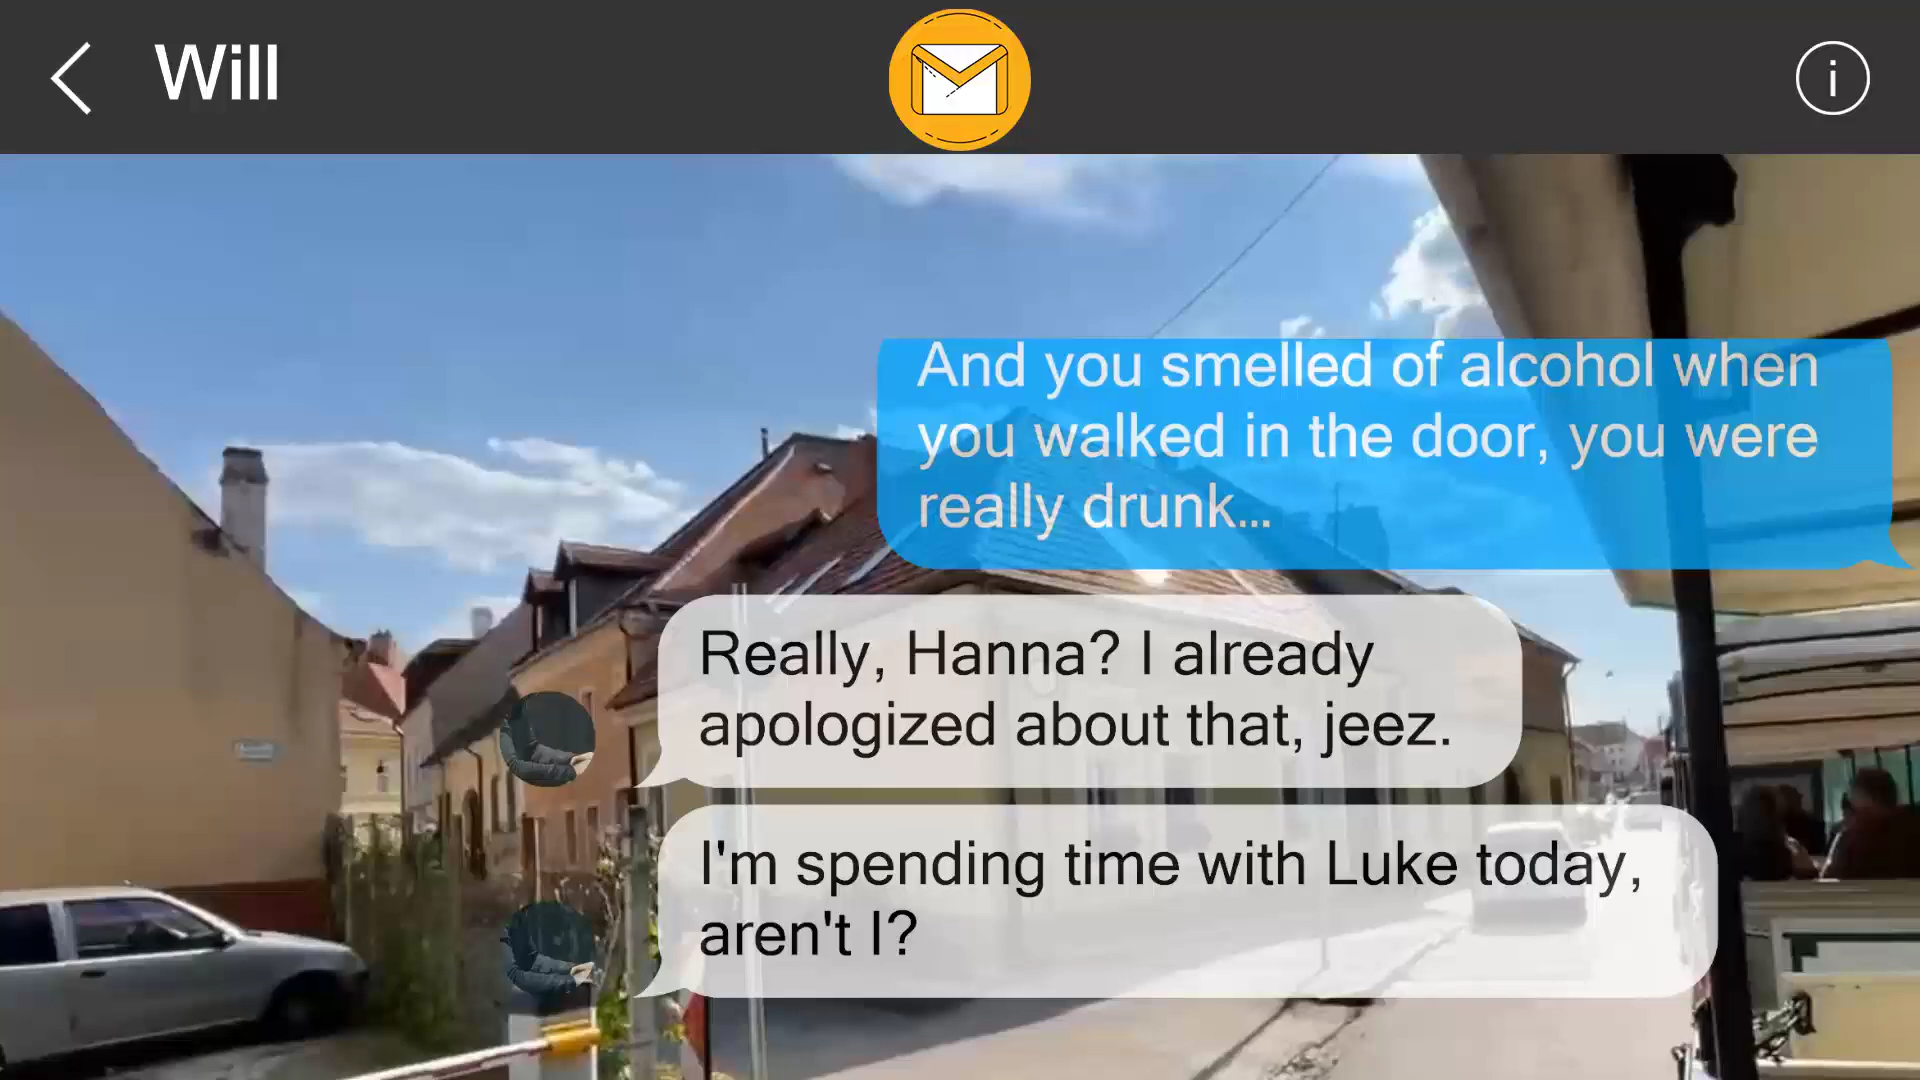 Will
And you smelled of alcohol when
you walked in the door, you were
really drunk...
Really, Hanna? I already
apologized about that, jeez.
I'm spending time with Luke today,
aren't I?